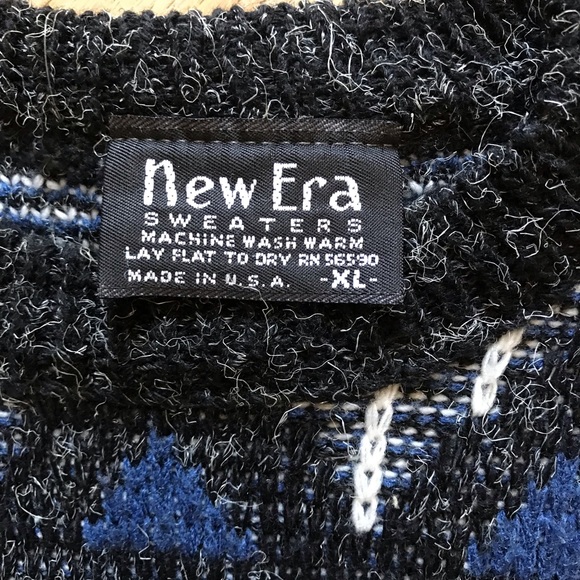 New Era
SWEATERS
MACHINE WASH WARM
LAY FLAT TO DRY RN 56590
MADE IN U.S.A. -XL-